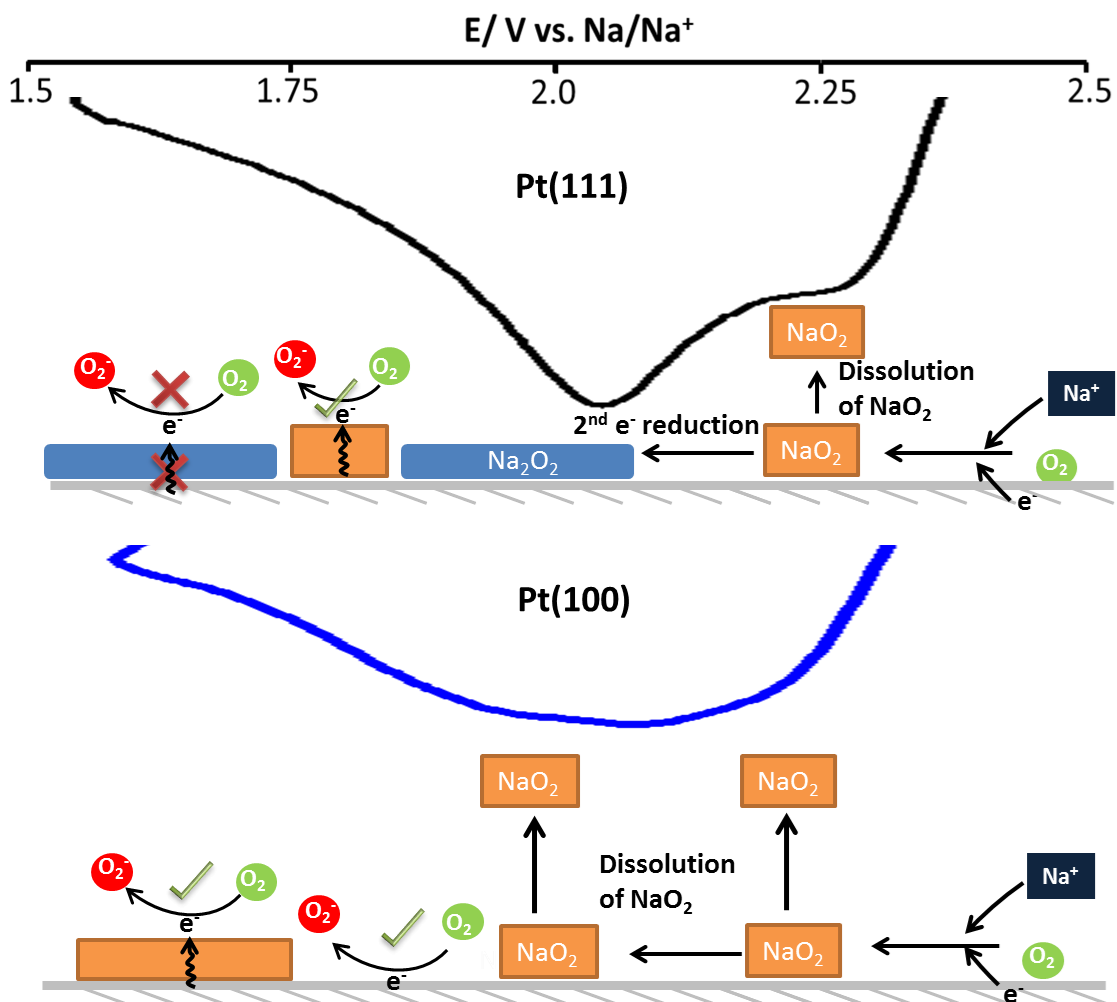 E/ V vs. Na/Na⁺
1.5 1.75 2.0 2.25 2.5
Pt(111)
NaO₂
O₂⁻ O₂ O₂⁻ O₂ Dissolution of NaO₂ Na⁺
e⁻ e⁻ 2ⁿᵈ e⁻ reduction
Na₂O₂ NaO₂ O₂
e⁻
Pt(100)
NaO₂ NaO₂
O₂⁻ O₂ Dissolution of NaO₂ Na⁺
e⁻ O₂⁻ O₂
e⁻ NaO₂ NaO₂ O₂
e⁻